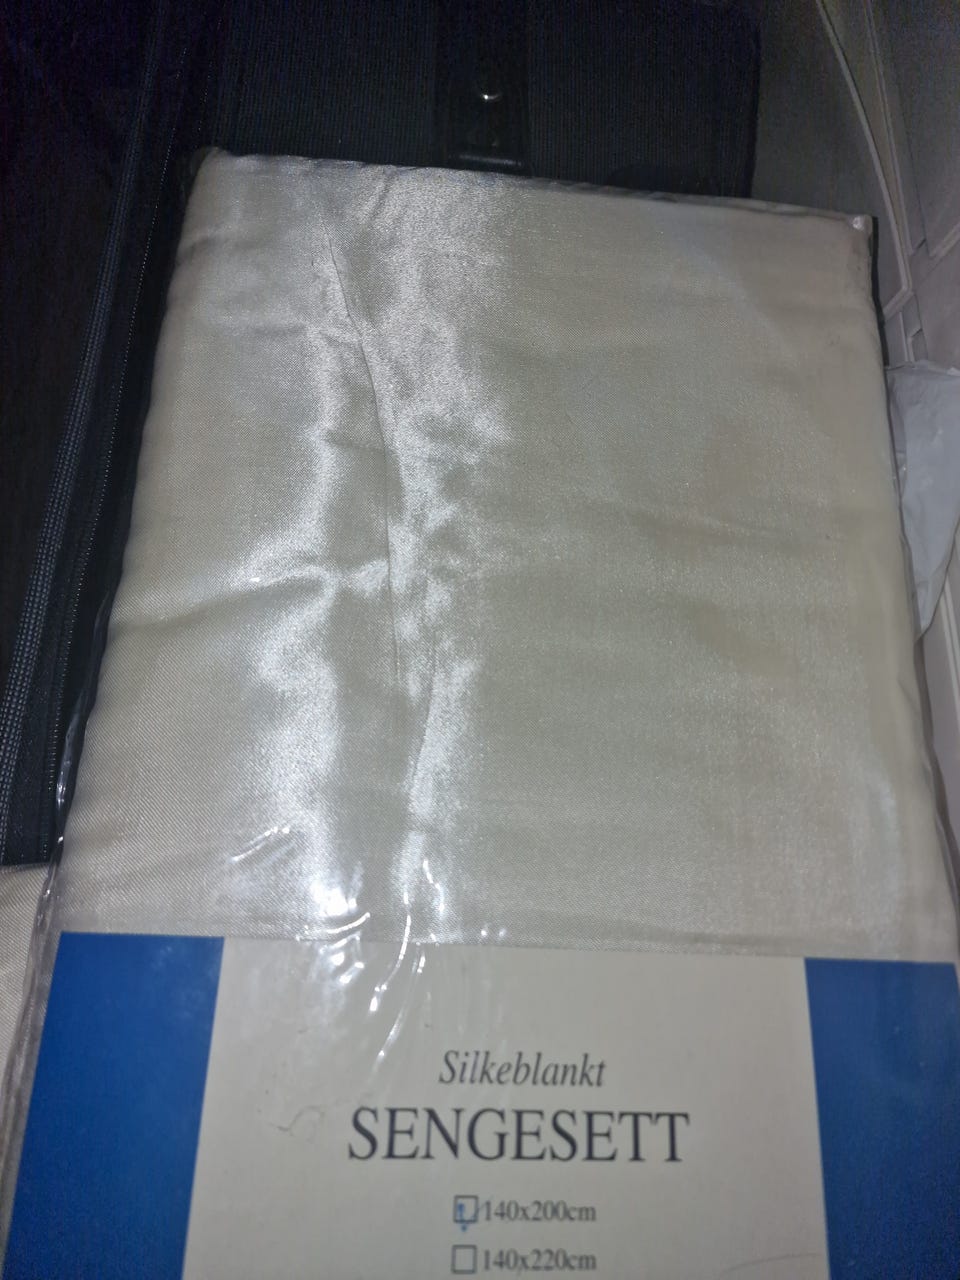 Silkeblankt
SENGESETT
140x200cm
140x220cm